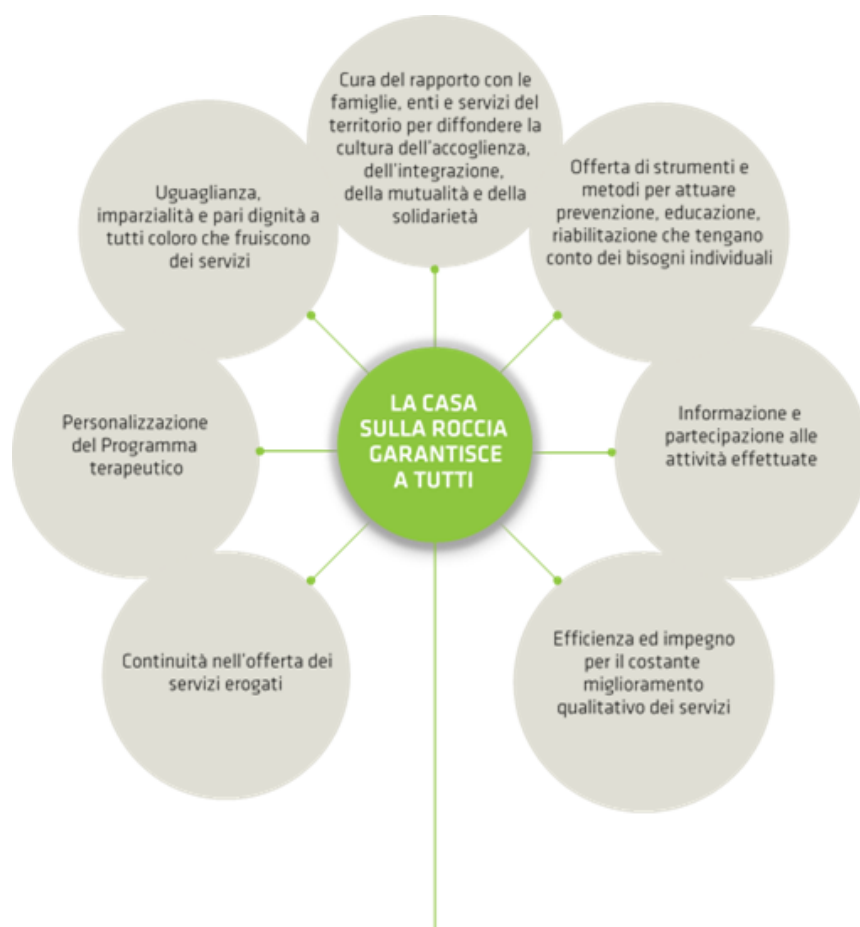 Cura del rapporto con le
famiglie, enti e servizi del
territorio per diffondere la
cultura dell'accoglienza,
dell'integrazione,
della mutualità e della
solidarietà
Uguaglianza,
imparzialità e pari dignità a
tutti coloro che fruiscono
dei servizi
Offerta di strumenti e
metodi per attuare
prevenzione, educazione,
riabilitazione che tengano
conto dei bisogni individuali
LA CASA
SULLA ROCCIA
GARANTISCE
A TUTTI
Personalizzazione
del Programma
terapeutico
Informazione e
partecipazione alle
attività effettuate
Continuità nell'offerta dei
servizi erogati
Efficienza ed impegno
per il costante
miglioramento
qualitativo dei servizi